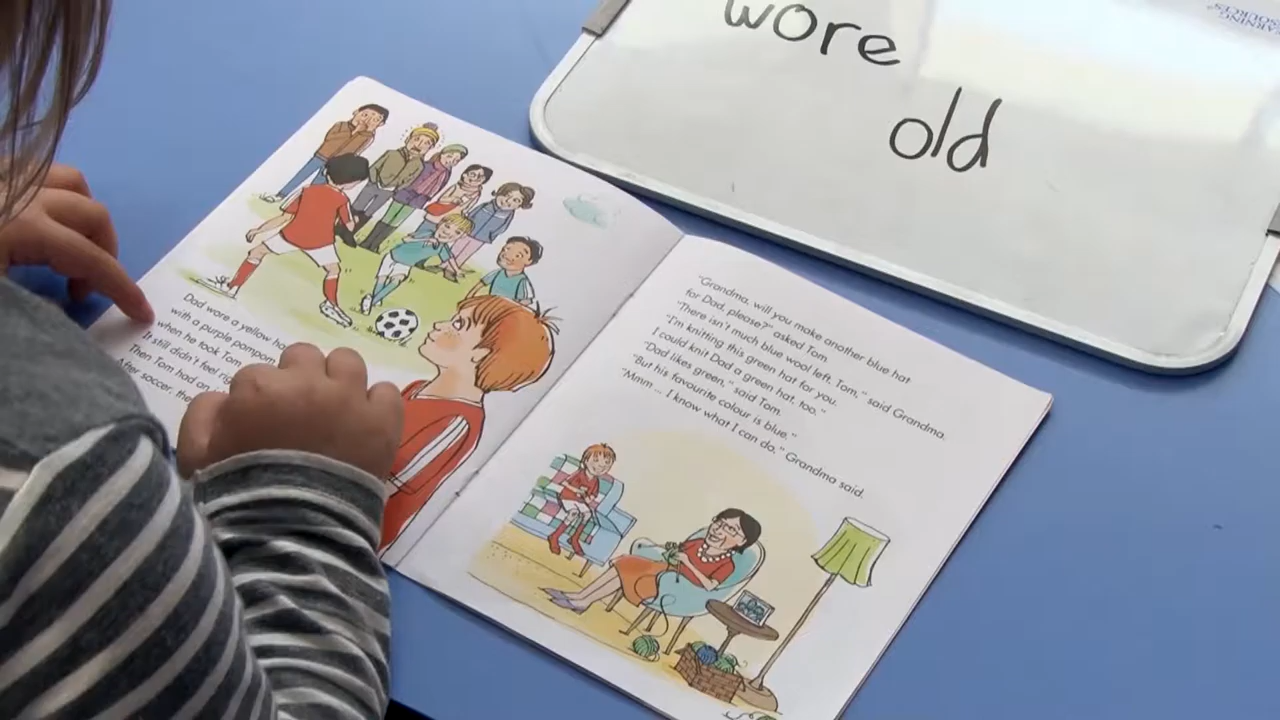 wore
old
Dad wore a yellow
with a purple pompom
when he took Tom
It still didn't feel
Then Tom had an
After soccer, the
"Grandma, will you make another blue hat
for Dad, please?" asked Tom.
"There isn't much blue wool left, Tom," said Grandma.
"I'm knitting this green hat for you.
I could knit Dad a green hat, too."
"Dad likes green," said Tom.
"But his favourite colour is blue."
"Mmm ... I know what I can do," Grandma said.